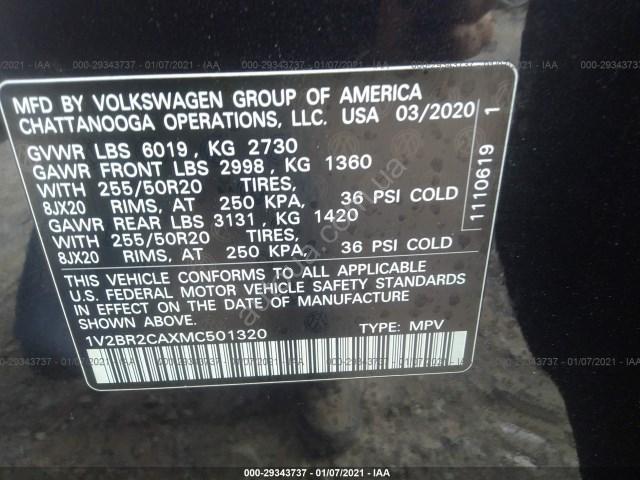 000-29343737 - 01/07/2021 - IAA
MFD BY VOLKSWAGEN GROUP OF AMERICA
CHATTANOOGA OPERATIONS, LLC. USA 03/2020
GVWR LBS 6019, KG 2730
GAWR FRONT LBS 2998, KG 1360
WITH 255/50R20 TIRES,
8JX20 RIMS, AT 250 KPA, 36 PSI COLD
GAWR REAR LBS 3131, KG 1420
WITH 255/50R20 TIRES,
8JX20 RIMS, AT 250 KPA, 36 PSI COLD
THIS VEHICLE CONFORMS TO ALL APPLICABLE
U.S. FEDERAL MOTOR VEHICLE SAFETY STANDARDS
IN EFFECT ON THE DATE OF MANUFACTURE
SHOWN ABOVE.
1V2BR2CAXMC501320 TYPE: MPV
1110619 1
000-29343737 - 01/07/2021 - IAA